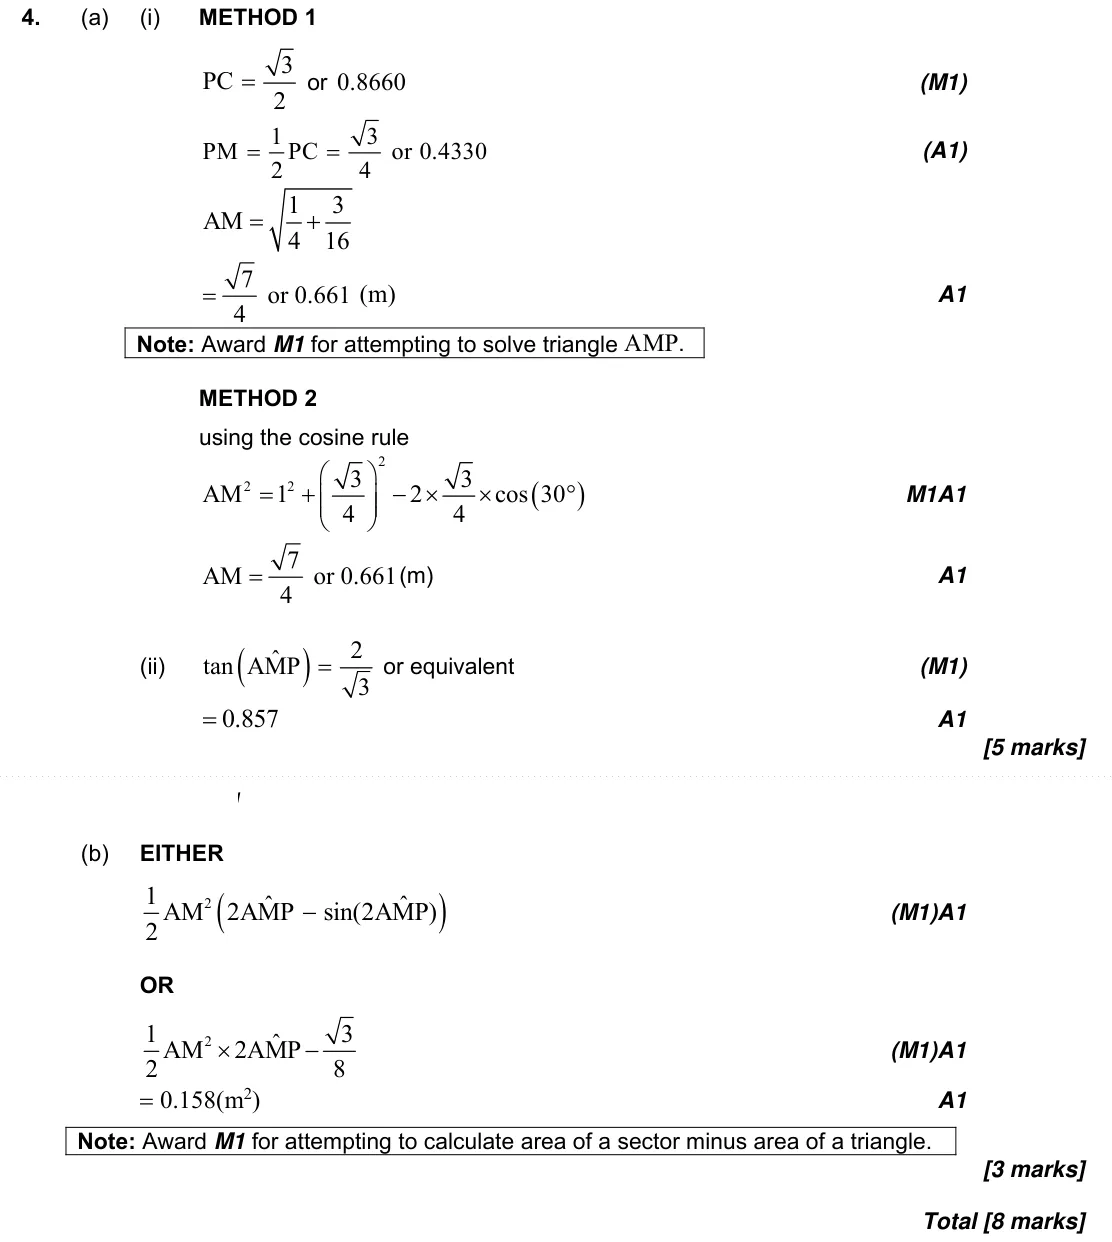 4. (a) (i) METHOD 1
PC = √3/2 or 0.8660 (M1)
PM = 1/2 PC = √3/4 or 0.4330 (A1)
AM = √(1/4 + 3/16)
= √7/4 or 0.661 (m) A1
Note: Award M1 for attempting to solve triangle AMP.
METHOD 2
using the cosine rule
AM² = 1² + (√3/4)² − 2 × √3/4 × cos(30°) M1A1
AM = √7/4 or 0.661 (m) A1
(ii) tan(AM̂P) = 2/√3 or equivalent (M1)
= 0.857 A1
[5 marks]
(b) EITHER
1/2 AM² (2AM̂P − sin(2AM̂P)) (M1)A1
OR
1/2 AM² × 2AM̂P − √3/8 (M1)A1
= 0.158(m²) A1
Note: Award M1 for attempting to calculate area of a sector minus area of a triangle.
[3 marks]
Total [8 marks]